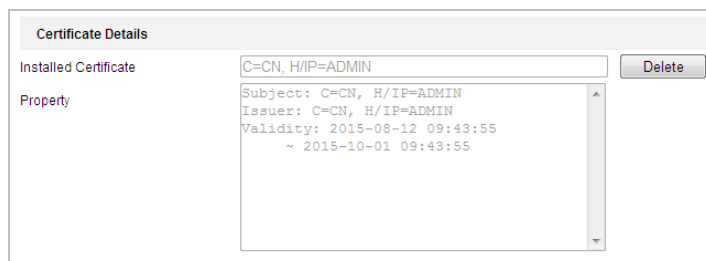 Certificate Details
Installed Certificate C=CN, H/IP=ADMIN Delete
Property
Subject: C=CN, H/IP=ADMIN
Issuer: C=CN, H/IP=ADMIN
Validity: 2015-08-12 09:43:55
~ 2015-10-01 09:43:55